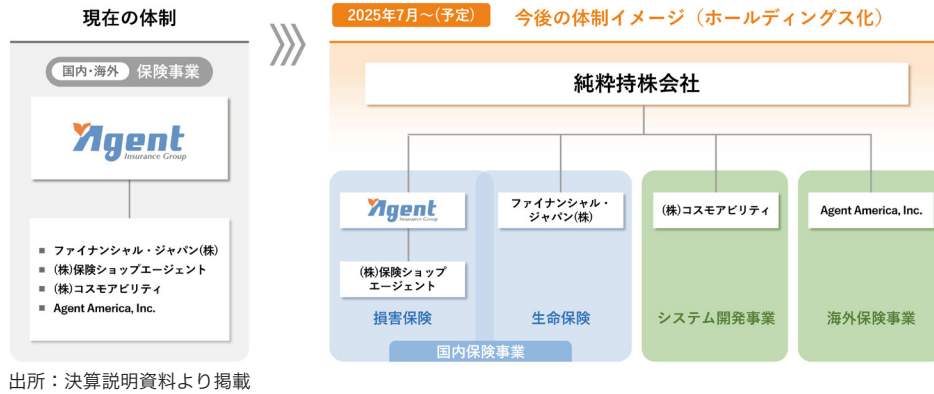 現在の体制
国内・海外 保険事業
Agent
Insurance Group
■ ファイナンシャル・ジャパン(株)
■ (株)保険ショップエージェント
■ (株)コスモアビリティ
■ Agent America, Inc.
2025年7月〜(予定) 今後の体制イメージ（ホールディングス化）
純粋持株会社
Agent
Insurance Group
(株)保険ショップ
エージェント
損害保険
ファイナンシャル・
ジャパン(株)
生命保険
国内保険事業
(株)コスモアビリティ
システム開発事業
Agent America, Inc.
海外保険事業
出所：決算説明資料より掲載